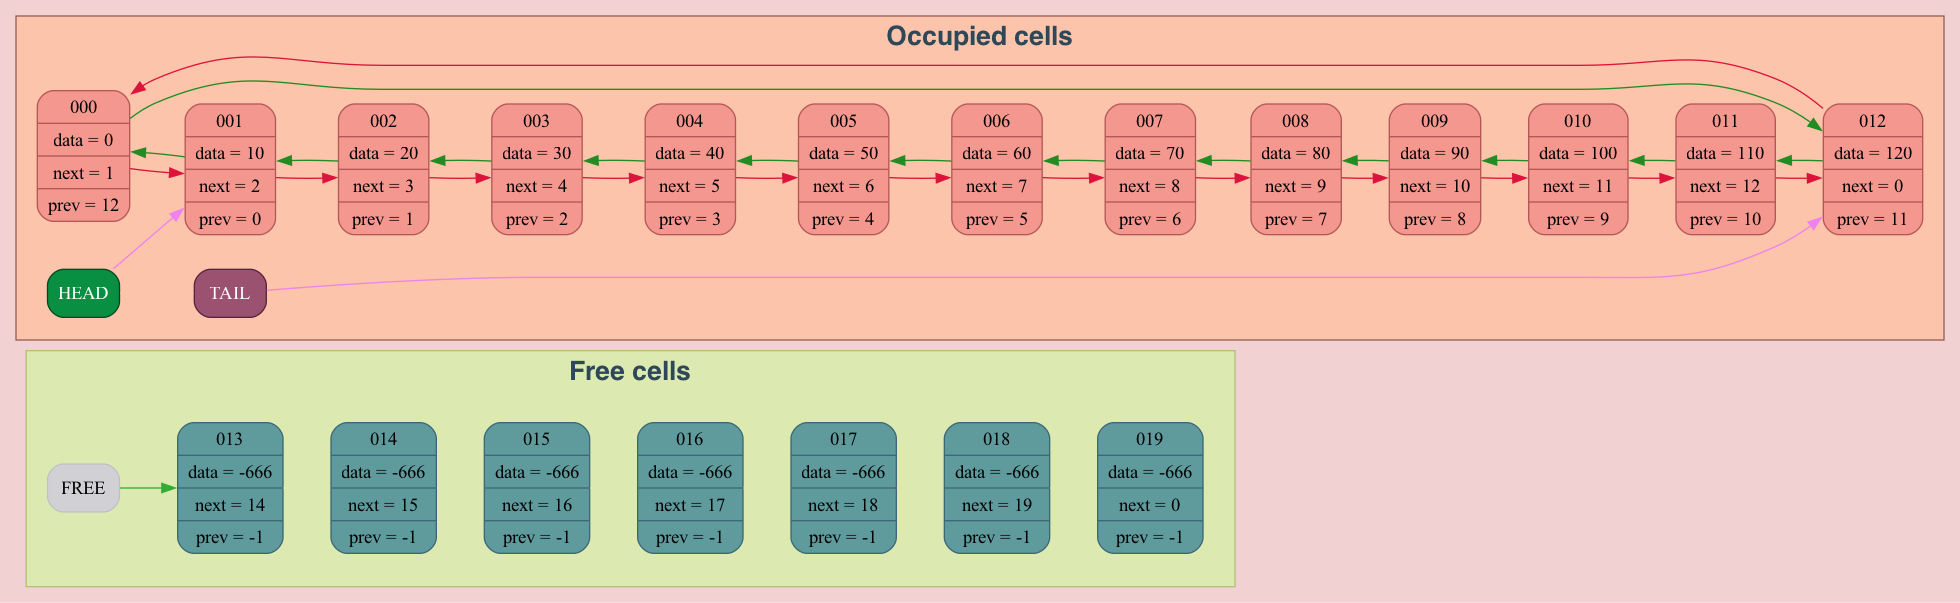 Occupied cells
000
data = 0
next = 1
prev = 12
001
data = 10
next = 2
prev = 0
002
data = 20
next = 3
prev = 1
003
data = 30
next = 4
prev = 2
004
data = 40
next = 5
prev = 3
005
data = 50
next = 6
prev = 4
006
data = 60
next = 7
prev = 5
007
data = 70
next = 8
prev = 6
008
data = 80
next = 9
prev = 7
009
data = 90
next = 10
prev = 8
010
data = 100
next = 11
prev = 9
011
data = 110
next = 12
prev = 10
012
data = 120
next = 0
prev = 11
HEAD
TAIL
Free cells
FREE
013
data = -666
next = 14
prev = -1
014
data = -666
next = 15
prev = -1
015
data = -666
next = 16
prev = -1
016
data = -666
next = 17
prev = -1
017
data = -666
next = 18
prev = -1
018
data = -666
next = 19
prev = -1
019
data = -666
next = 0
prev = -1